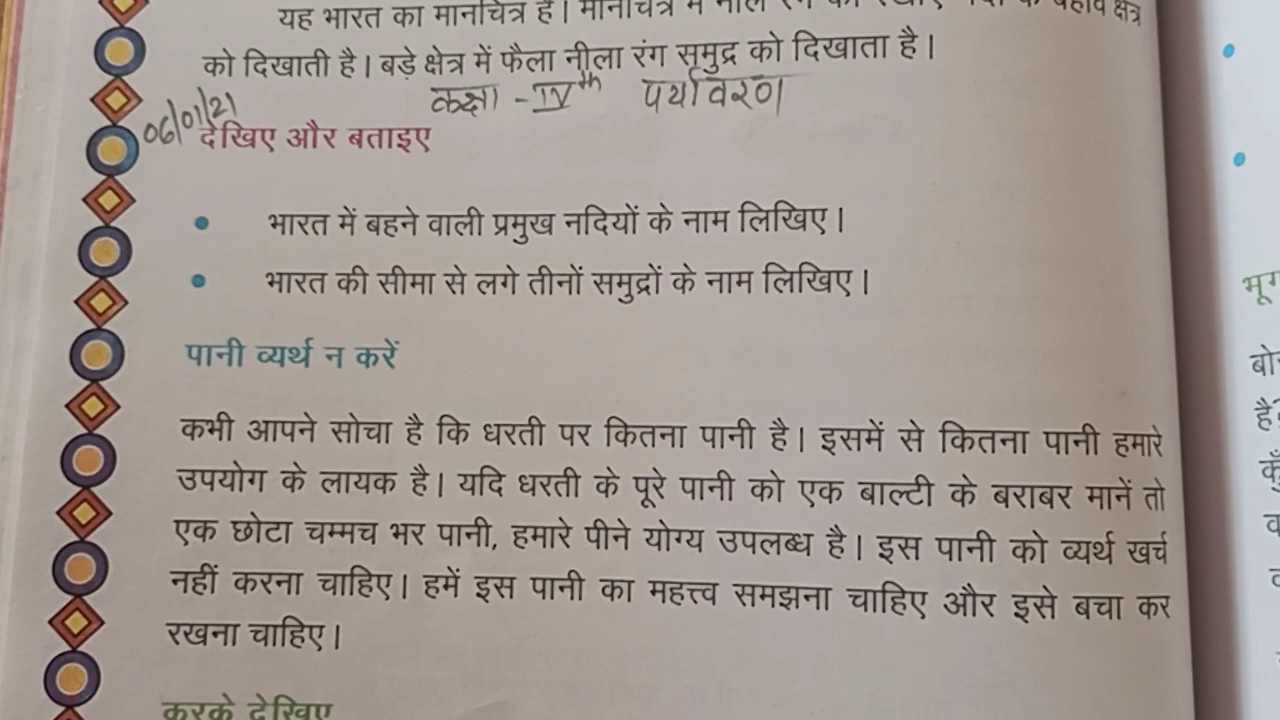 यह भारत का मानचित्र है। मानचित्र में नीले रंग की
क्षेत्र
को दिखाती है। बड़े क्षेत्र में फैला नीला रंग समुद्र को दिखाता है।
कक्षा - IVth पर्यावरण
06/01/21
देखिए और बताइए
• भारत में बहने वाली प्रमुख नदियों के नाम लिखिए।
• भारत की सीमा से लगे तीनों समुद्रों के नाम लिखिए।
पानी व्यर्थ न करें
कभी आपने सोचा है कि धरती पर कितना पानी है। इसमें से कितना पानी हमारे
उपयोग के लायक है। यदि धरती के पूरे पानी को एक बाल्टी के बराबर मानें तो
एक छोटा चम्मच भर पानी, हमारे पीने योग्य उपलब्ध है। इस पानी को व्यर्थ खर्च
नहीं करना चाहिए। हमें इस पानी का महत्त्व समझना चाहिए और इसे बचा कर
रखना चाहिए।
करके देखिए